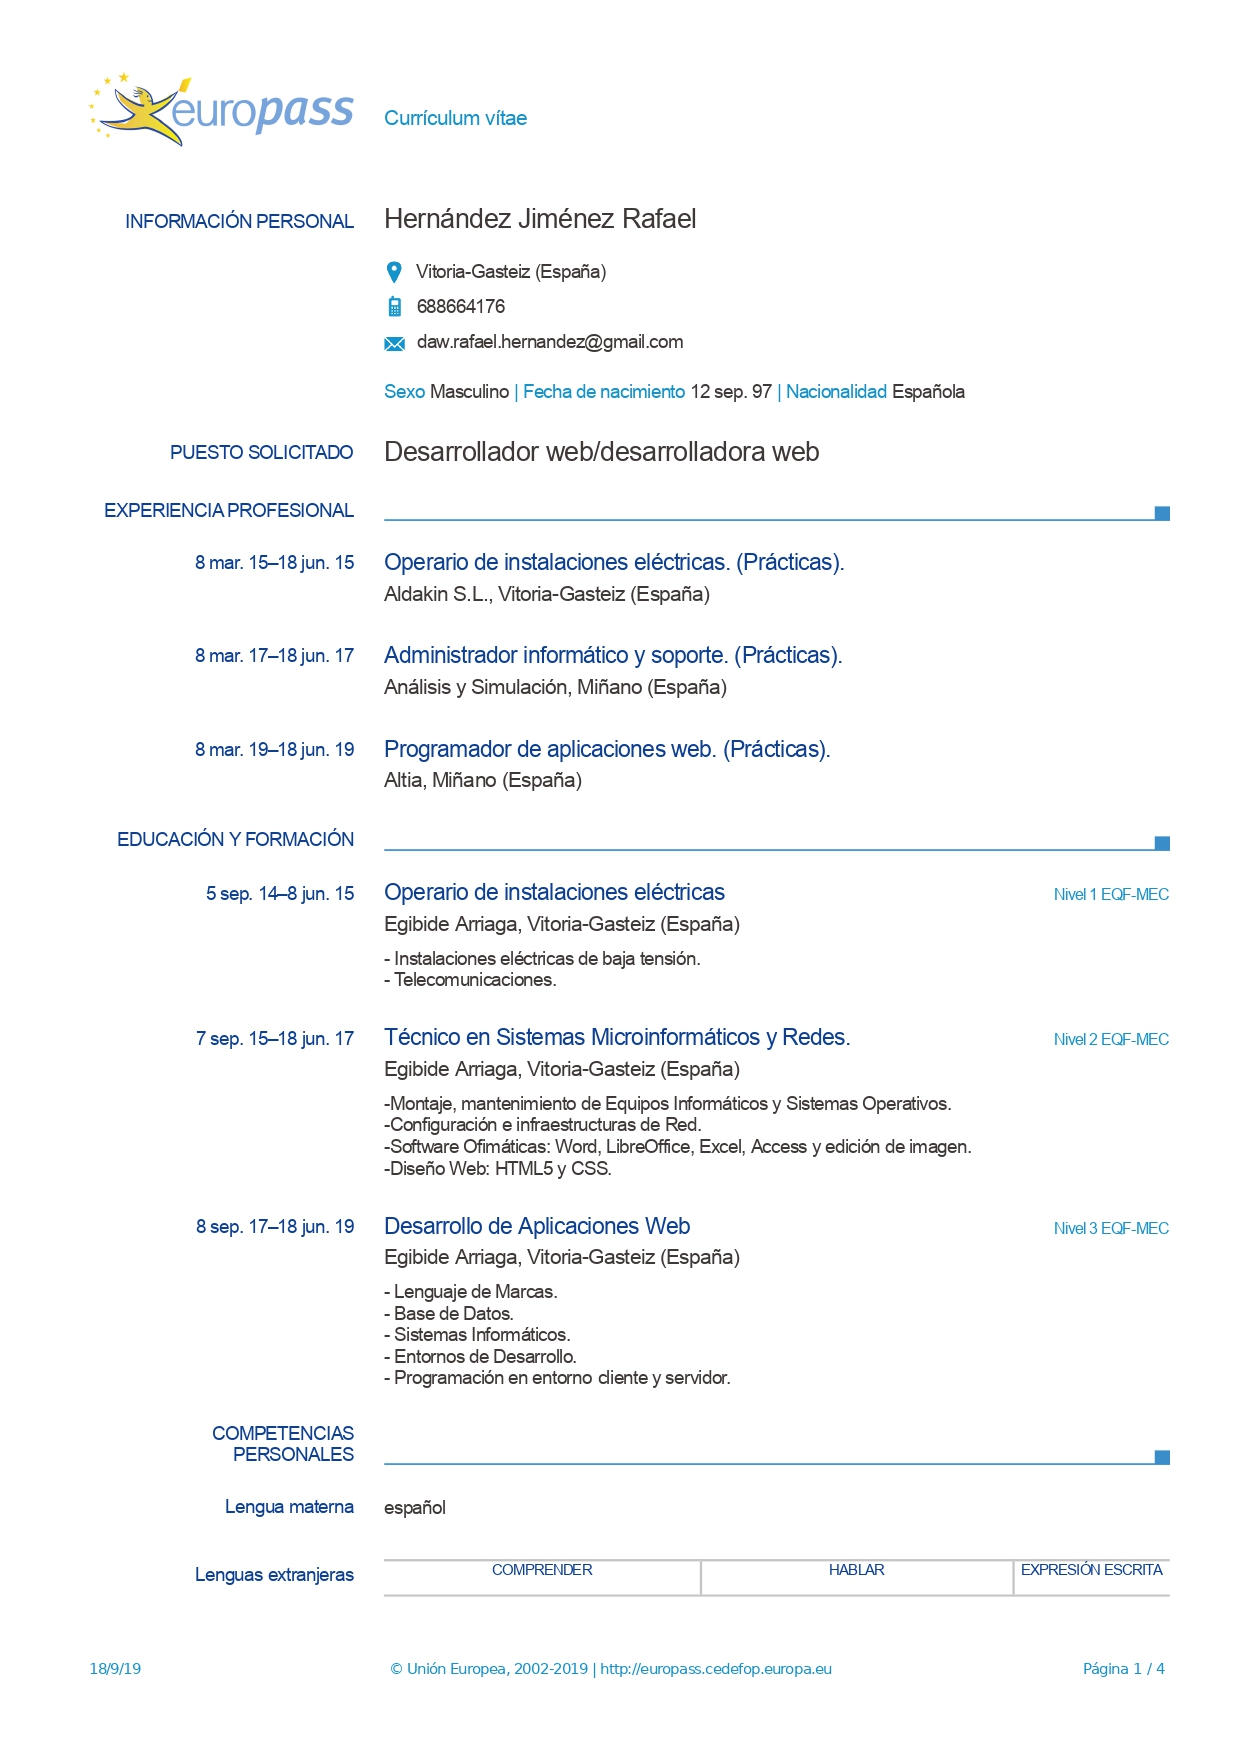 europass
Currículum vítae
INFORMACIÓN PERSONAL
Hernández Jiménez Rafael
Vitoria-Gasteiz (España)
688664176
daw.rafael.hernandez@gmail.com
Sexo Masculino | Fecha de nacimiento 12 sep. 97 | Nacionalidad Española
PUESTO SOLICITADO
Desarrollador web/desarrolladora web
EXPERIENCIA PROFESIONAL
8 mar. 15–18 jun. 15
Operario de instalaciones eléctricas. (Prácticas).
Aldakin S.L., Vitoria-Gasteiz (España)
8 mar. 17–18 jun. 17
Administrador informático y soporte. (Prácticas).
Análisis y Simulación, Miñano (España)
8 mar. 19–18 jun. 19
Programador de aplicaciones web. (Prácticas).
Altia, Miñano (España)
EDUCACIÓN Y FORMACIÓN
5 sep. 14–8 jun. 15
Operario de instalaciones eléctricas
Nivel 1 EQF-MEC
Egibide Arriaga, Vitoria-Gasteiz (España)
- Instalaciones eléctricas de baja tensión.
- Telecomunicaciones.
7 sep. 15–18 jun. 17
Técnico en Sistemas Microinformáticos y Redes.
Nivel 2 EQF-MEC
Egibide Arriaga, Vitoria-Gasteiz (España)
-Montaje, mantenimiento de Equipos Informáticos y Sistemas Operativos.
-Configuración e infraestructuras de Red.
-Software Ofimáticas: Word, LibreOffice, Excel, Access y edición de imagen.
-Diseño Web: HTML5 y CSS.
8 sep. 17–18 jun. 19
Desarrollo de Aplicaciones Web
Nivel 3 EQF-MEC
Egibide Arriaga, Vitoria-Gasteiz (España)
- Lenguaje de Marcas.
- Base de Datos.
- Sistemas Informáticos.
- Entornos de Desarrollo.
- Programación en entorno cliente y servidor.
COMPETENCIAS
PERSONALES
Lengua materna
español
Lenguas extranjeras
COMPRENDER
HABLAR
EXPRESIÓN ESCRITA
18/9/19
© Unión Europea, 2002-2019 | http://europass.cedefop.europa.eu
Página 1 / 4